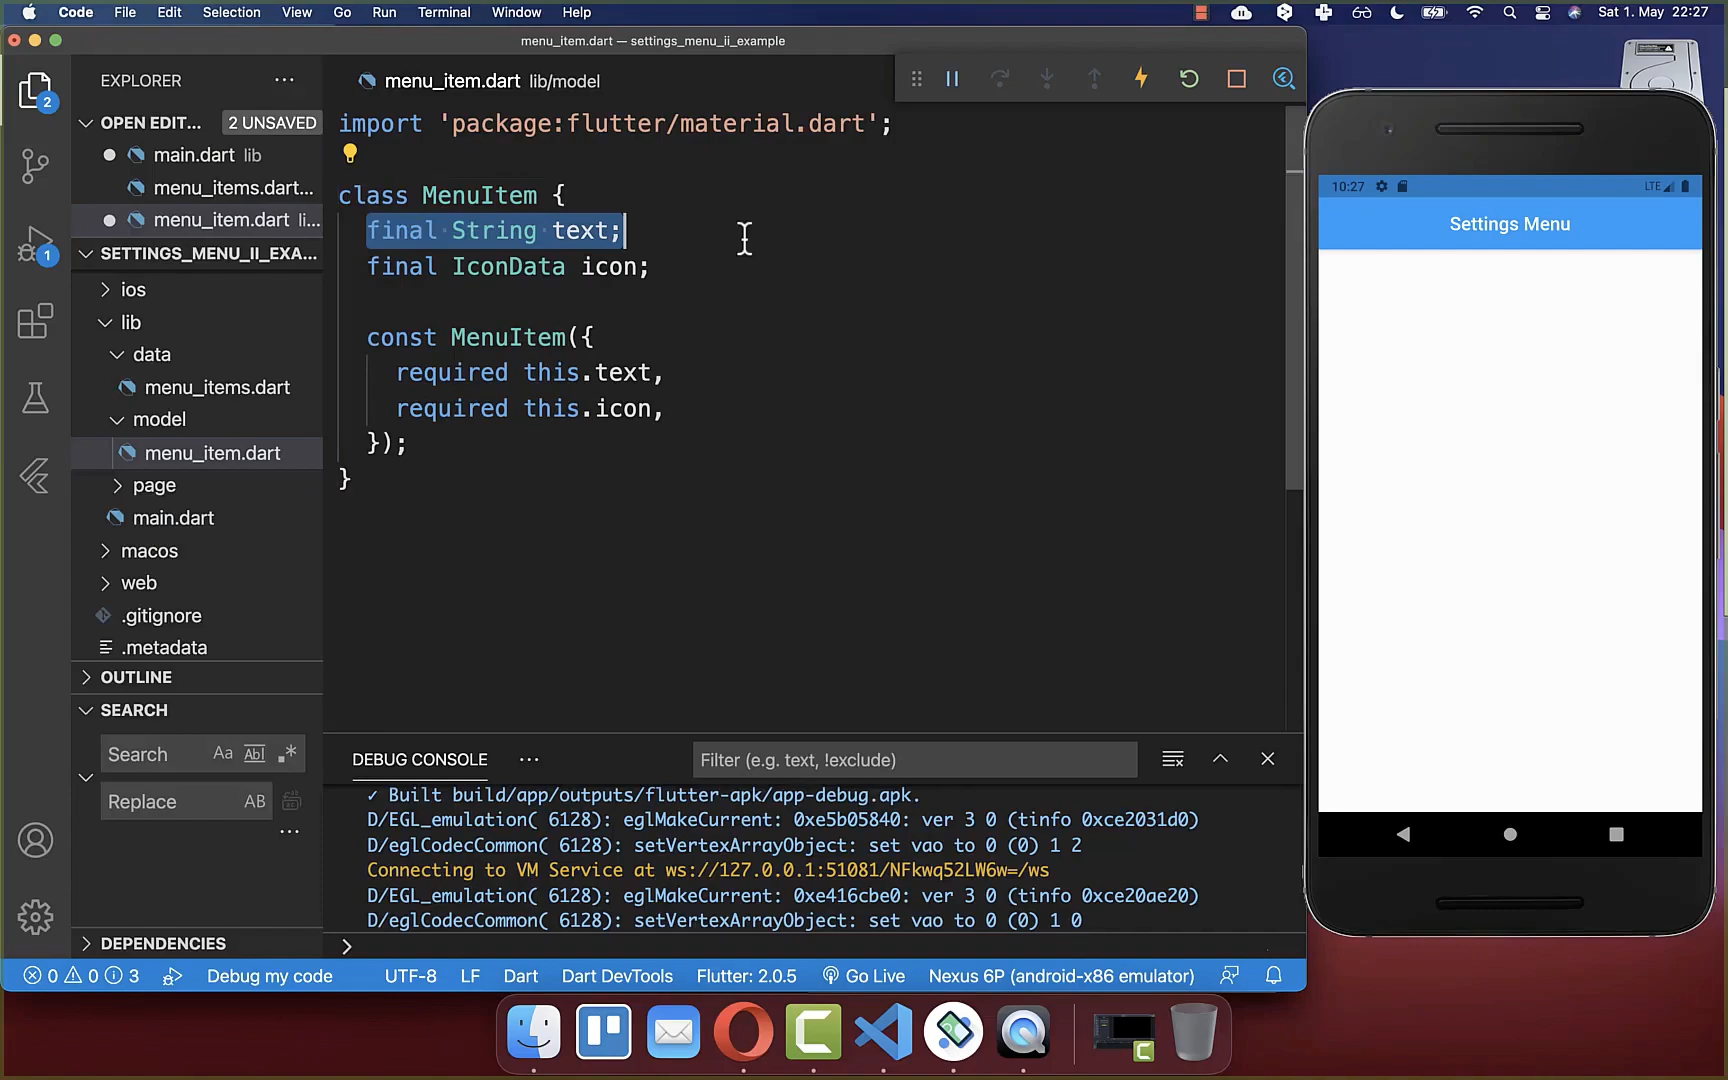 Code File Edit Selection View Go Run Terminal Window Help Sat 1. May 22:27
menu_item.dart — settings_menu_ii_example
EXPLORER
OPEN EDIT... 2 UNSAVED
main.dart lib
menu_items.dart...
menu_item.dart li...
SETTINGS_MENU_II_EXA...
ios
lib
data
menu_items.dart
model
menu_item.dart
page
main.dart
macos
web
.gitignore
.metadata
OUTLINE
SEARCH
Search Aa Abl .*
Replace AB
DEPENDENCIES
2
1
menu_item.dart lib/model
import 'package:flutter/material.dart';
class MenuItem {
final String text;
final IconData icon;
const MenuItem({
required this.text,
required this.icon,
});
}
DEBUG CONSOLE Filter (e.g. text, !exclude)
✓ Built build/app/outputs/flutter-apk/app-debug.apk.
D/EGL_emulation( 6128): eglMakeCurrent: 0xe5b05840: ver 3 0 (tinfo 0xce2031d0)
D/eglCodecCommon( 6128): setVertexArrayObject: set vao to 0 (0) 1 2
Connecting to VM Service at ws://127.0.0.1:51081/NFkwq52LW6w=/ws
D/EGL_emulation( 6128): eglMakeCurrent: 0xe416cbe0: ver 3 0 (tinfo 0xce20ae20)
D/eglCodecCommon( 6128): setVertexArrayObject: set vao to 0 (0) 1 0
0 0 3 Debug my code UTF-8 LF Dart Dart DevTools Flutter: 2.0.5 Go Live Nexus 6P (android-x86 emulator)
10:27 LTE
Settings Menu